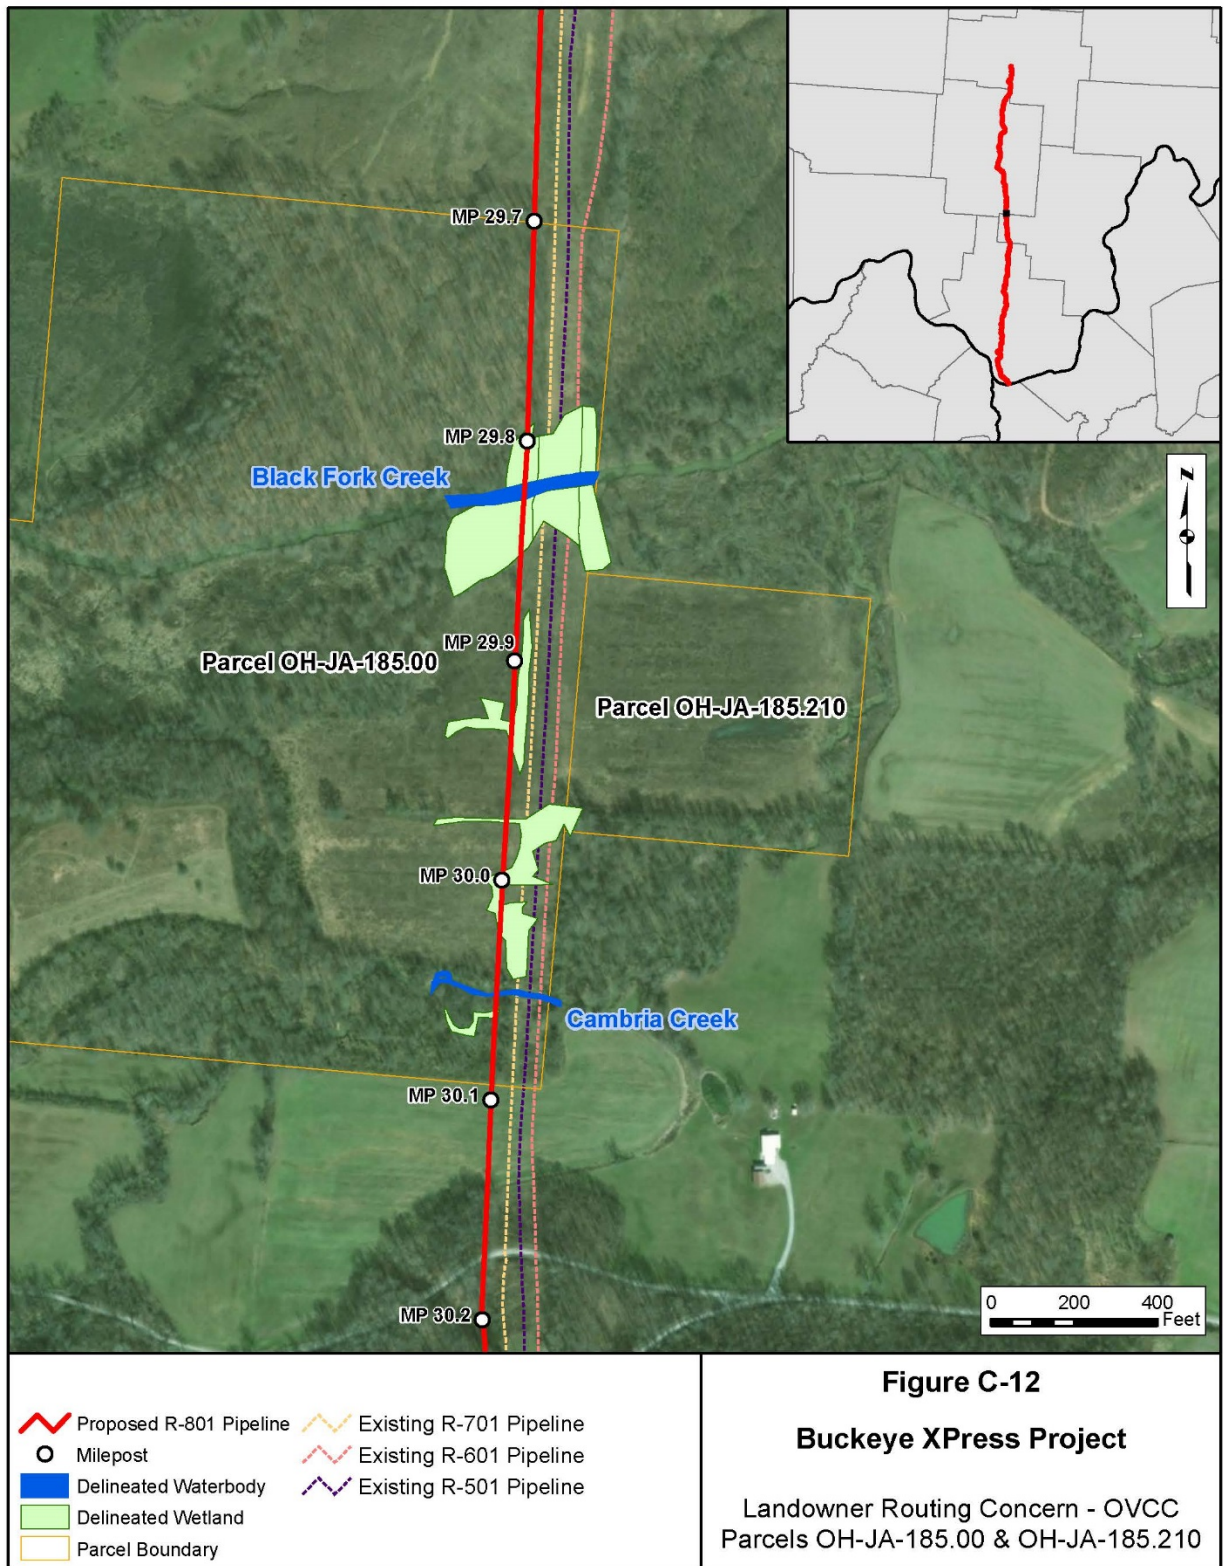 MP 29.7
MP 29.8
Black Fork Creek
N
MP 29.9
Parcel OH-JA-185.00
Parcel OH-JA-185.210
MP 30.0
Cambria Creek
MP 30.1
MP 30.2
0 200 400
Feet
Proposed R-801 Pipeline
Milepost
Delineated Waterbody
Delineated Wetland
Parcel Boundary
Existing R-701 Pipeline
Existing R-601 Pipeline
Existing R-501 Pipeline
Figure C-12
Buckeye XPress Project
Landowner Routing Concern - OVCC
Parcels OH-JA-185.00 & OH-JA-185.210